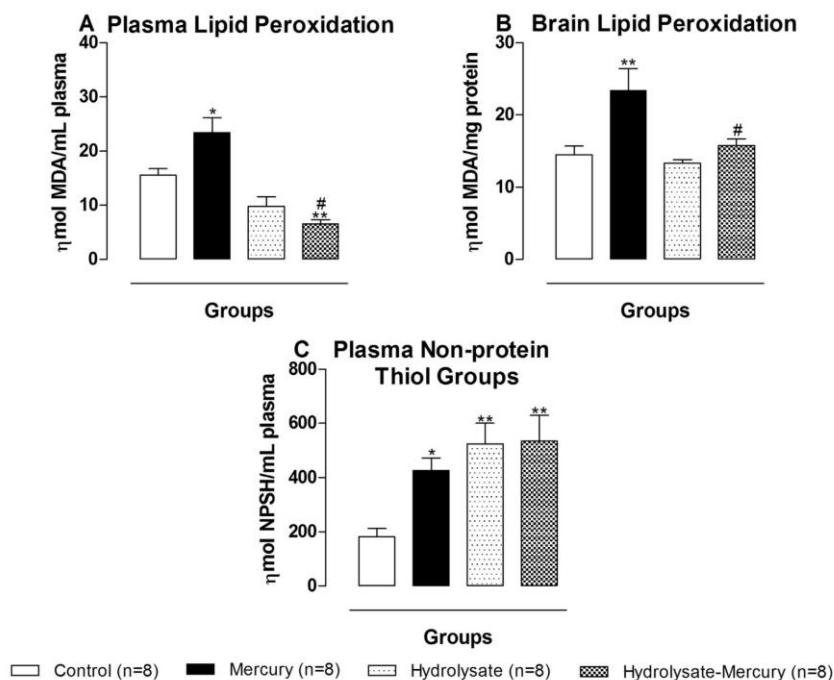 A Plasma Lipid Peroxidation
ηmol MDA/mL plasma
40
30
20
10
0
*
**
#
Groups
B Brain Lipid Peroxidation
ηmol MDA/mg protein
30
20
10
0
**
#
Groups
C Plasma Non-protein
Thiol Groups
ηmol NPSH/mL plasma
800
600
400
200
0
*
**
**
Groups
Control (n=8) Mercury (n=8) Hydrolysate (n=8) Hydrolysate-Mercury (n=8)